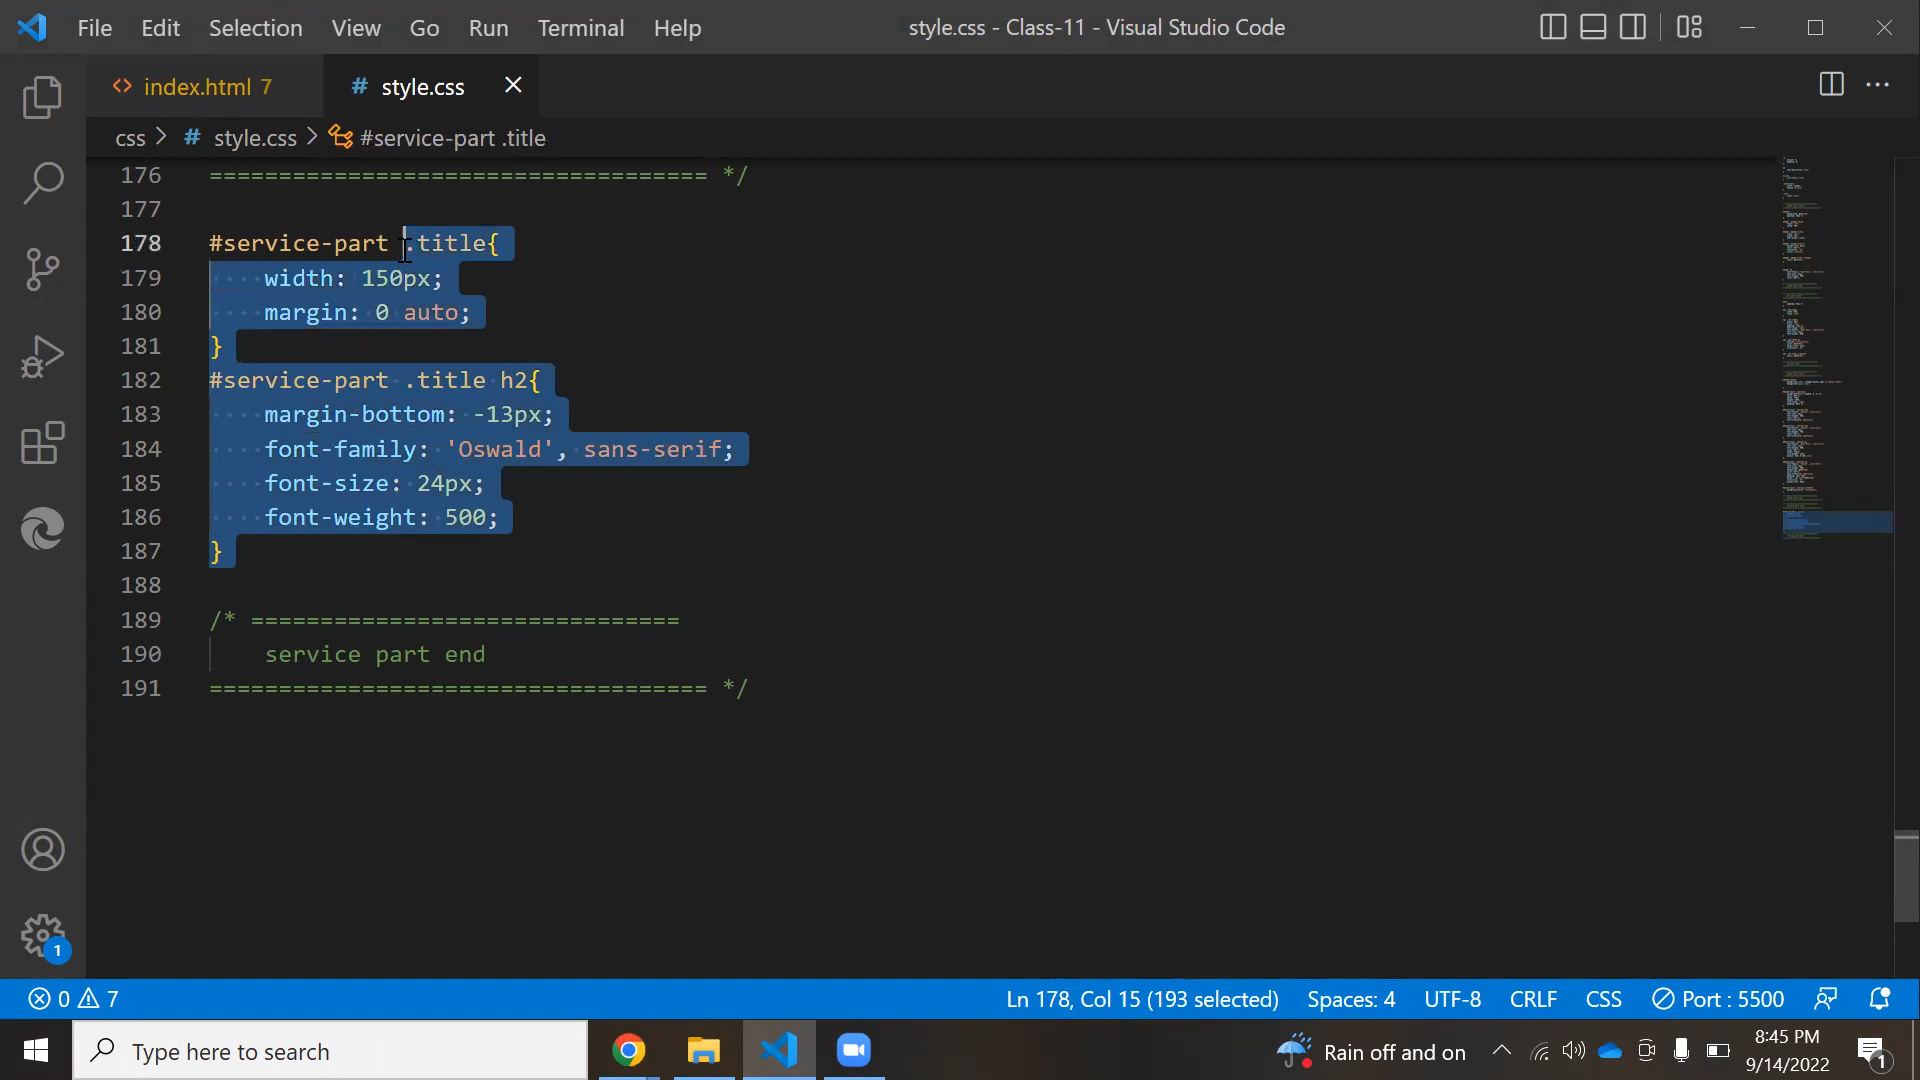 File Edit Selection View Go Run Terminal Help
style.css - Class-11 - Visual Studio Code
index.html 7
# style.css
css > # style.css > #service-part .title
176 =================================== */
177
178 #service-part .title{
179 width: 150px;
180 margin: 0 auto;
181 }
182 #service-part .title h2{
183 margin-bottom: -13px;
184 font-family: 'Oswald', sans-serif;
185 font-size: 24px;
186 font-weight: 500;
187 }
188
189 /* ===============================
190 service part end
191 =================================== */
1
0 7
Ln 178, Col 15 (193 selected) Spaces: 4 UTF-8 CRLF CSS Port : 5500
Type here to search
Rain off and on
8:45 PM
9/14/2022
1